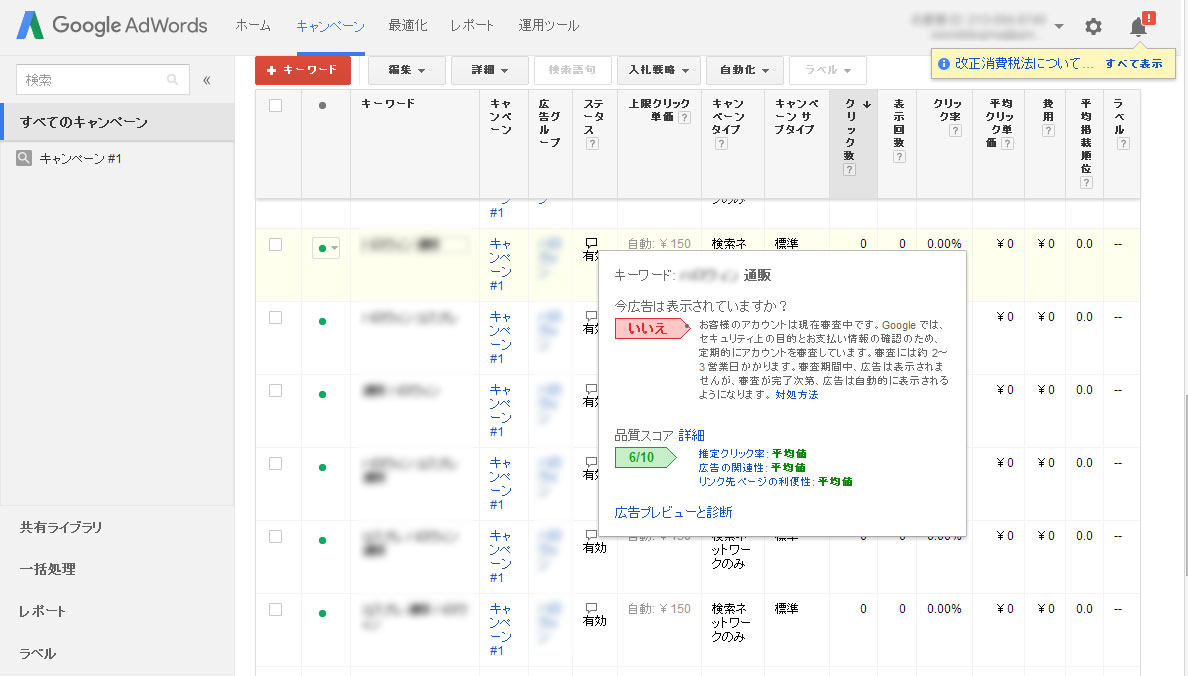 Google AdWords
ホーム キャンペーン 最適化 レポート 運用ツール
!
改正消費税法について... すべて表示
検索 «
すべてのキャンペーン
キャンペーン #1
共有ライブラリ
一括処理
レポート
ラベル
+ キーワード 編集 詳細 検索語句 入札戦略 自動化 ラベル
キーワード
キャ
ンペ
ーン
広
告グ
ルー
プ
ステ
ータ
ス
?
上限クリック
単価 ?
キャン
ペーン
タイプ
?
キャンペ
ーン サ
ブタイプ
ク ↓
リ
ッ
ク
数
?
表
示
回
数
?
クリッ
ク率
?
平均
クリック単
価 ?
費
用
?
平
均
掲
載
順
位
?
ラ
ベ
ル
?
#1
クのみ
キャ
ンペ
ーン
#1
有効
自動: ¥150
検索ネ
標準
0 0 0.00% ¥0 ¥0 0.0 --
キーワード: 通販
今広告は表示されていますか？
いいえ
お客様のアカウントは現在審査中です。Google では、
セキュリティ上の目的とお支払い情報の確認のため、
定期的にアカウントを審査しています。審査には約 2～
3 営業日かかります。審査期間中、広告は表示されま
せんが、審査が完了次第、広告は自動的に表示される
ようになります。 対処方法
品質スコア 詳細
6/10
推定クリック率: 平均値
広告の関連性: 平均値
リンク先ページの利便性: 平均値
広告プレビューと診断
キャ
ンペ
ーン
#1
¥0 ¥0 0.0 --
キャ
ンペ
ーン
#1
¥0 ¥0 0.0 --
キャ
ンペ
ーン
#1
¥0 ¥0 0.0 --
キャ
ンペ
ーン
#1
有効
自動: ¥150
検索ネ
ットワー
クのみ
標準
0 0 0.00% ¥0 ¥0 0.0 --
キャ
ンペ
ーン
#1
有効
自動: ¥150
検索ネ
ットワー
クのみ
標準
0 0 0.00% ¥0 ¥0 0.0 --